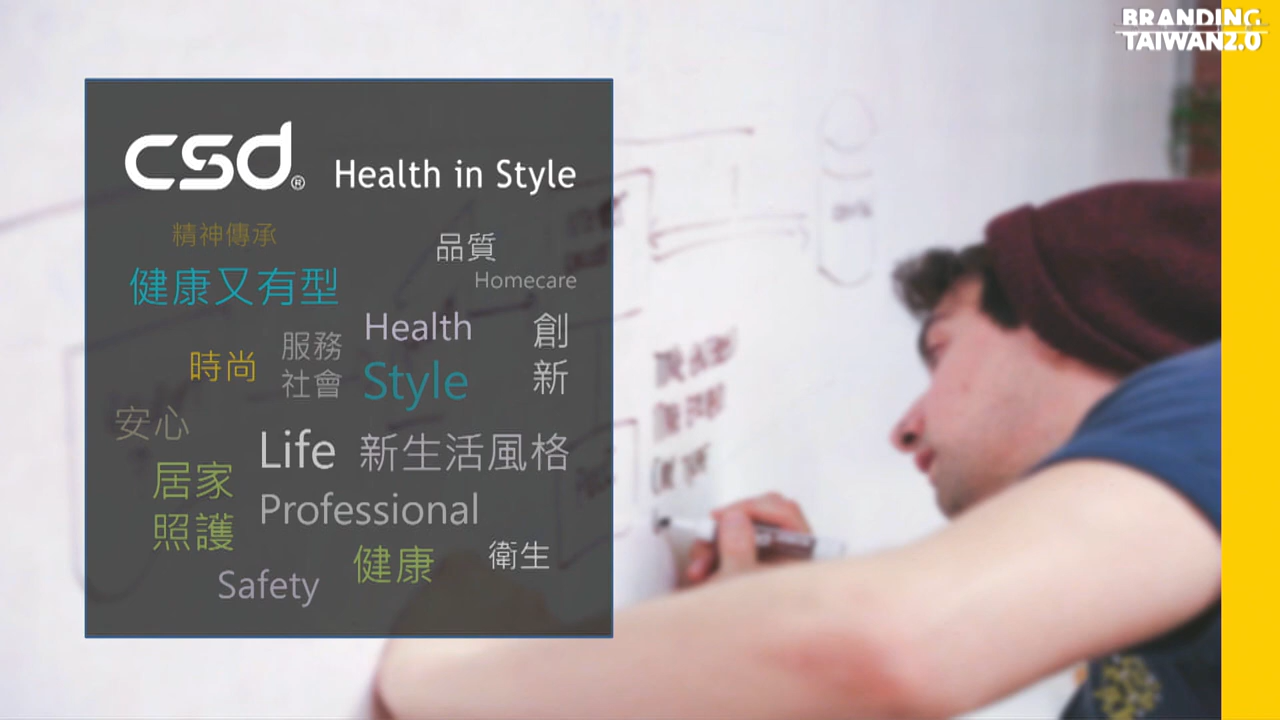 BRANDING
TAIWAN2.0
csd® Health in Style
精神傳承
品質
健康又有型
Homecare
Health
創
新
服務
社會
時尚
Style
安心
Life 新生活風格
居家
照護
Professional
健康
衛生
Safety